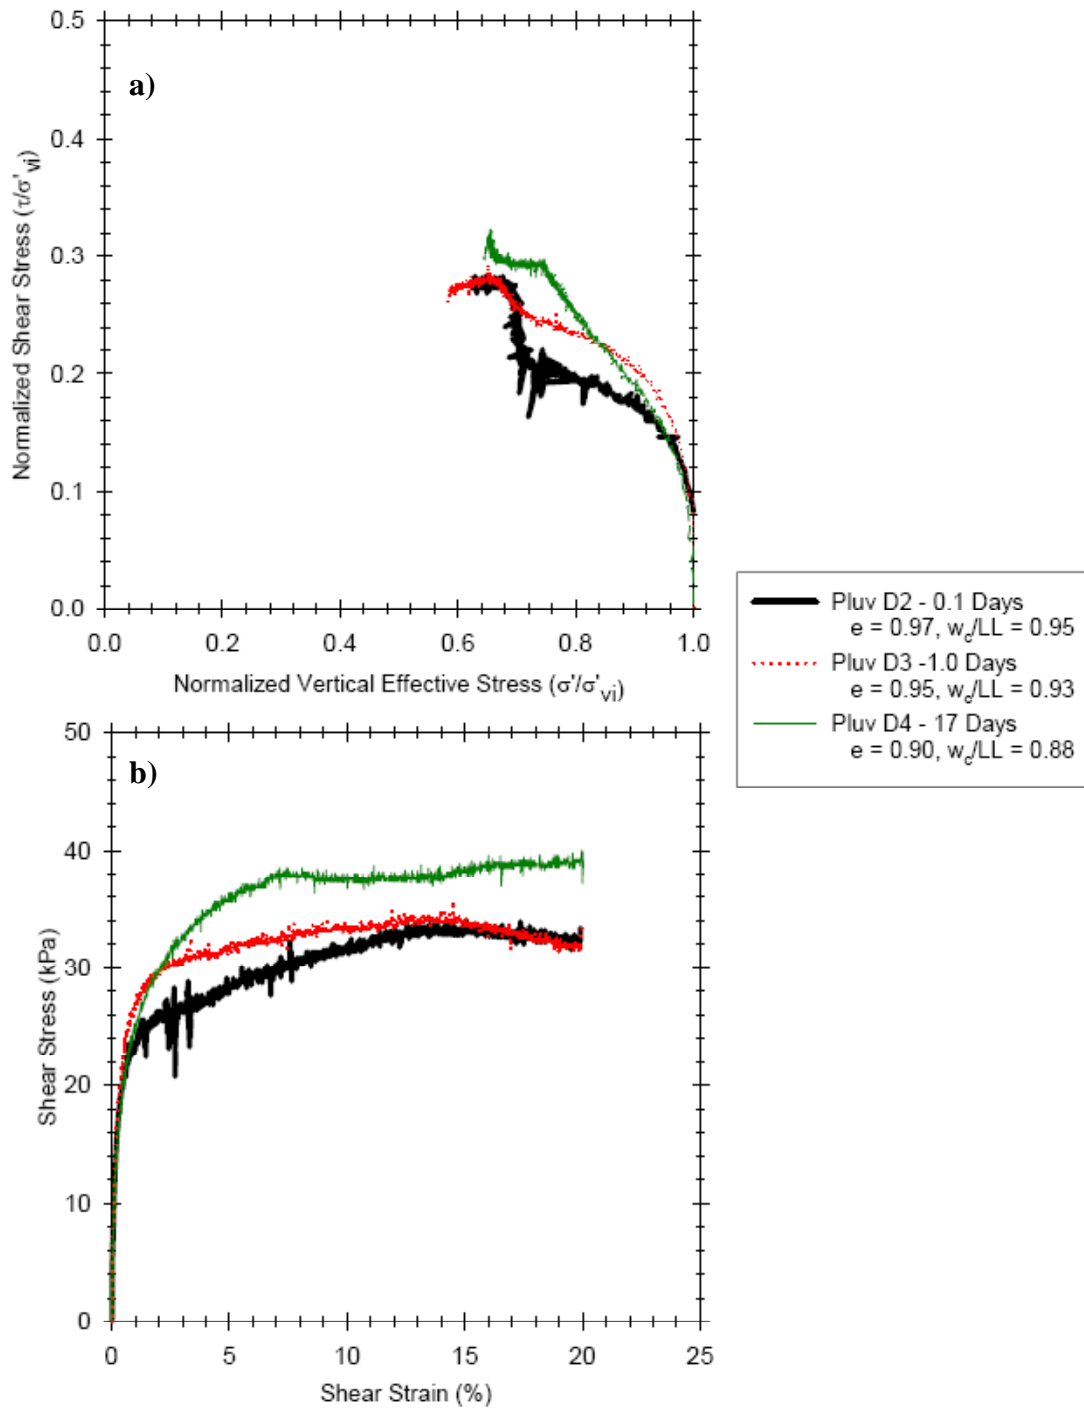 0.5
a)
0.4
0.3
0.2
0.1
0.0
Normalized Shear Stress (τ/σ'vi)
0.0 0.2 0.4 0.6 0.8 1.0
Normalized Vertical Effective Stress (σ'/σ'vi)
Pluv D2 - 0.1 Days
e = 0.97, wc/LL = 0.95
Pluv D3 -1.0 Days
e = 0.95, wc/LL = 0.93
Pluv D4 - 17 Days
e = 0.90, wc/LL = 0.88
50
b)
40
30
20
10
0
Shear Stress (kPa)
0 5 10 15 20 25
Shear Strain (%)